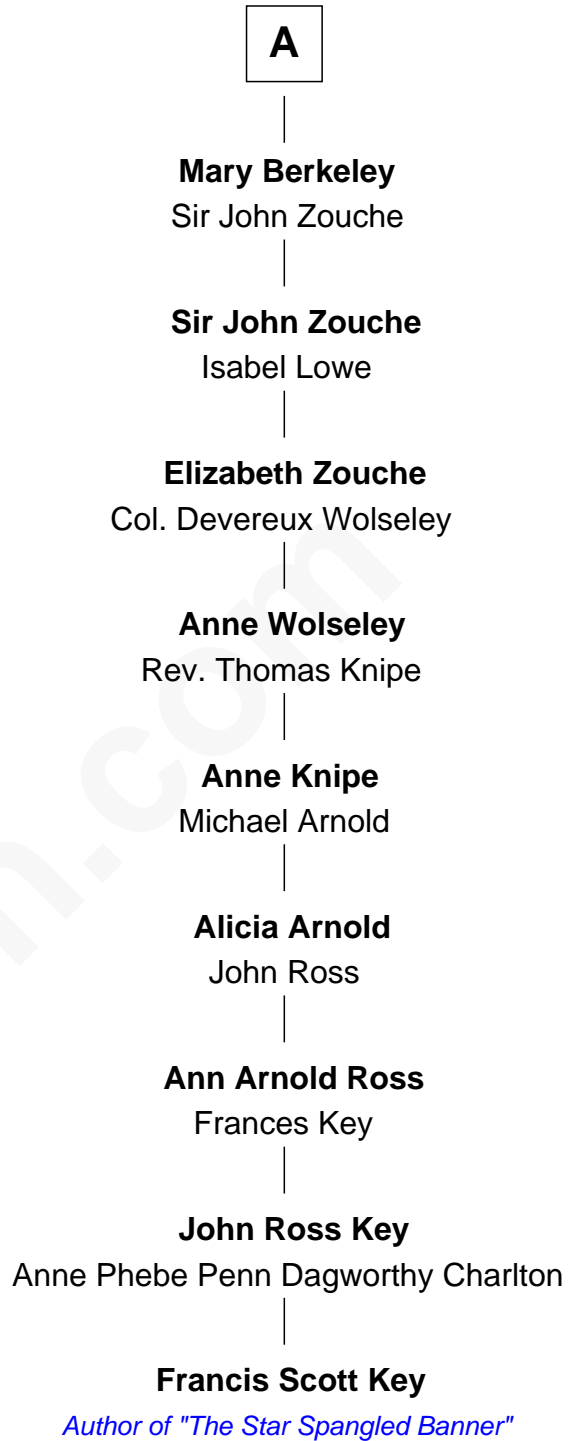 A
Mary Berkeley
Sir John Zouche
Sir John Zouche
Isabel Lowe
Elizabeth Zouche
Col. Devereux Wolseley
Anne Wolseley
Rev. Thomas Knipe
Anne Knipe
Michael Arnold
Alicia Arnold
John Ross
Ann Arnold Ross
Frances Key
John Ross Key
Anne Phebe Penn Dagworthy Charlton
Francis Scott Key
Author of "The Star Spangled Banner"